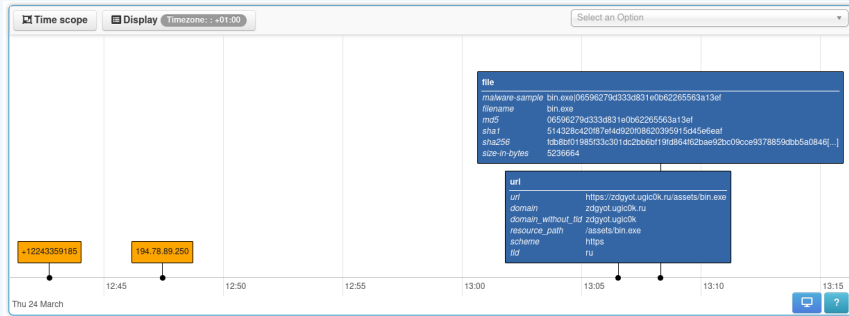 Time scope
Display Timezone: : +01:00
Select an Option
file
malware-sample bin.exe|06596279d333d831e0b62265563a13ef
filename bin.exe
md5 06596279d333d831e0b62265563a13ef
sha1 514328c420f87ef4d920f08620395915d45e6eaf
sha256 fdb8bf01985f33c301dc2bb6bf19fd864f62bae92bc09cce9378859dbb5a0846[...]
size-in-bytes 5236664
url
url https://zdgyot.ugic0k.ru/assets/bin.exe
domain zdgyot.ugic0k.ru
domain_without_tld zdgyot.ugic0k
resource_path /assets/bin.exe
scheme https
tld ru
+12243359185
194.78.89.250
12:45
12:50
12:55
13:00
13:05
13:10
13:15
Thu 24 March
?